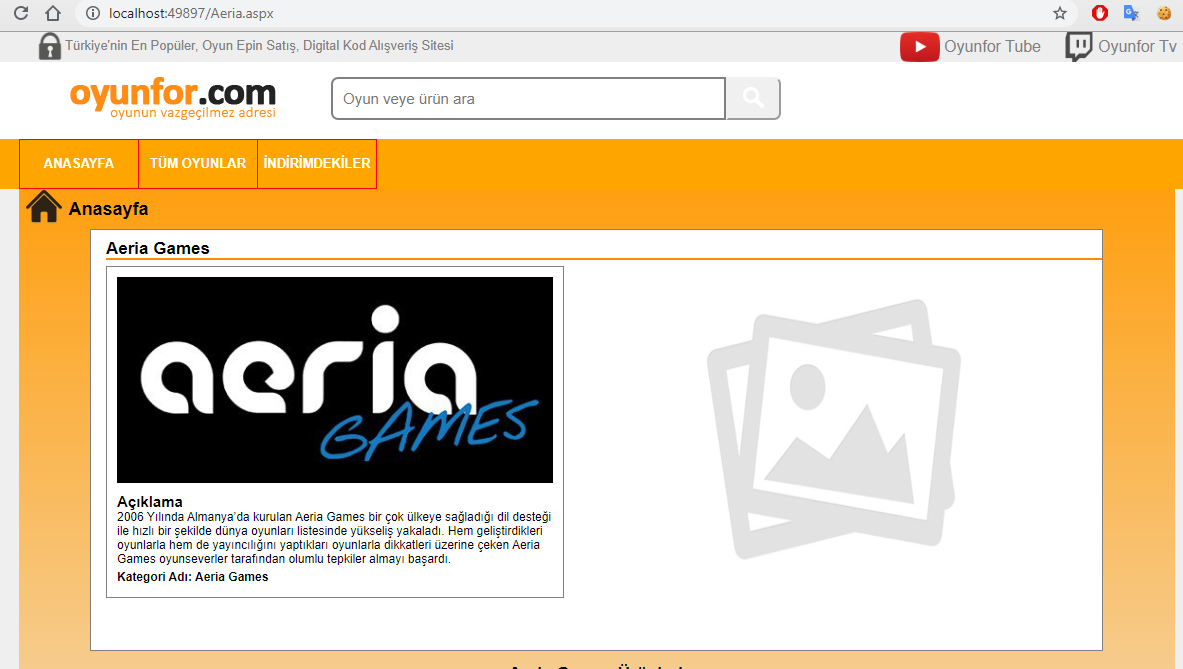 localhost:49897/Aeria.aspx
Türkiye'nin En Popüler, Oyun Epin Satış, Digital Kod Alışveriş Sitesi
Oyunfor Tube
Oyunfor Tv
oyunfor.com
oyunun vazgeçilmez adresi
Oyun veye ürün ara
ANASAYFA
TÜM OYUNLAR
İNDİRİMDEKİLER
Anasayfa
Aeria Games
aeria
GAMES
Açıklama
2006 Yılında Almanya'da kurulan Aeria Games bir çok ülkeye sağladığı dil desteği
ile hızlı bir şekilde dünya oyunları listesinde yükseliş yakaladı. Hem geliştirdikleri
oyunlarla hem de yayıncılığını yaptıkları oyunlarla dikkatleri üzerine çeken Aeria
Games oyunseverler tarafından olumlu tepkiler almayı başardı.
Kategori Adı: Aeria Games